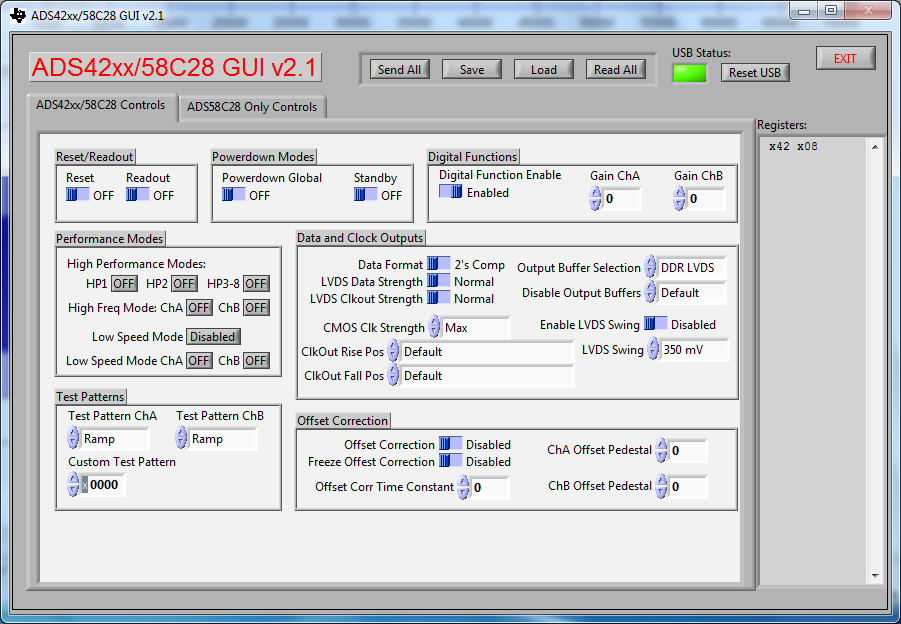 ADS42xx/58C28 GUI v2.1
ADS42xx/58C28 GUI v2.1
Send All Save Load Read All
USB Status:
Reset USB
EXIT
ADS42xx/58C28 Controls ADS58C28 Only Controls
Registers:
x42 x08
Reset/Readout
Reset Readout
OFF OFF
Powerdown Modes
Powerdown Global Standby
OFF OFF
Digital Functions
Digital Function Enable Gain ChA Gain ChB
Enabled 0 0
Performance Modes
High Performance Modes:
HP1 OFF HP2 OFF HP3-8 OFF
High Freq Mode: ChA OFF ChB OFF
Low Speed Mode Disabled
Low Speed Mode ChA OFF ChB OFF
Data and Clock Outputs
Data Format 2's Comp
LVDS Data Strength Normal
LVDS Clkout Strength Normal
CMOS Clk Strength Max
ClkOut Rise Pos Default
ClkOut Fall Pos Default
Output Buffer Selection DDR LVDS
Disable Output Buffers Default
Enable LVDS Swing Disabled
LVDS Swing 350 mV
Test Patterns
Test Pattern ChA Test Pattern ChB
Ramp Ramp
Custom Test Pattern
x 0000
Offset Correction
Offset Correction Disabled
Freeze Offest Correction Disabled
Offset Corr Time Constant 0
ChA Offset Pedestal 0
ChB Offset Pedestal 0